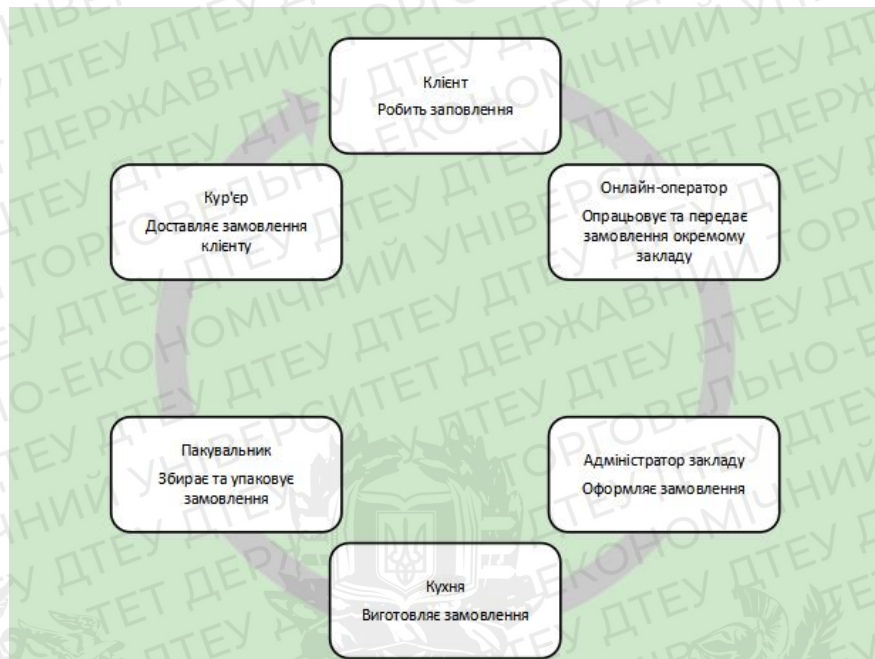 Клієнт
Робить заповлення
Онлайн-оператор
Опрацьовує та передає
замовлення окремому
закладу
Адміністратор закладу
Оформляє замовлення
Кухня
Виготовляє замовлення
Пакувальник
Збирає та упаковує
замовлення
Кур'єр
Доставляє замовлення
клієнту